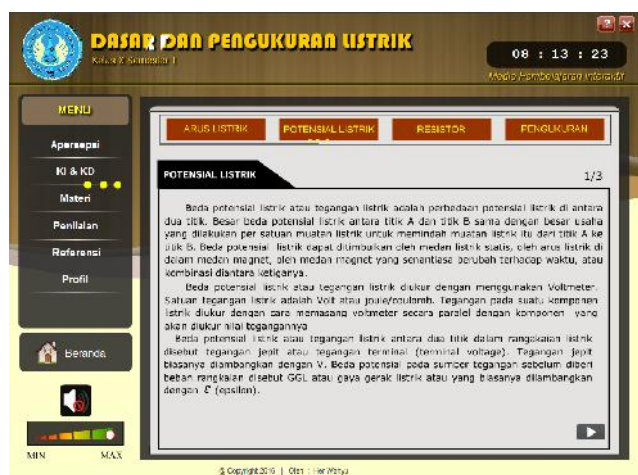 DASAR DAN PENGUKURAN LISTRIK
Kelas X Semester 1
08 : 13 : 23
Media Pembelajaran Interaktif
MENU
Apersepsi
KI & KD
Materi
Penilaian
Referensi
Profil
Beranda
MIN MAX
ARUS LISTRIK POTENSIAL LISTRIK RESISTOR PENGUKURAN
POTENSIAL LISTRIK 1/3
Beda potensial listrik atau tegangan listrik adalah perbedaan potensial listrik di antara
dua titik. Besar beda potensial listrik antara titik A dan titik B sama dengan besar usaha
yang dilakukan per satuan muatan listrik untuk memindah muatan listrik itu dari titik A ke
titik B. Beda potensial listrik dapat ditimbulkan oleh medan listrik statis, oleh arus listrik di
dalam medan magnet, oleh medan magnet yang senantiasa berubah terhadap waktu, atau
kombinasi diantara ketiganya.
Beda potensial listrik atau tegangan listrik diukur dengan menggunakan Voltmeter.
Satuan tegangan listrik adalah Volt atau joule/coulomb. Tegangan pada suatu komponen
listrik diukur dengan cara memasang voltmeter secara paralel dengan komponen yang
akan diukur nilai tegangannya
Beda potensial listrik atau tegangan listrik antara dua titik dalam rangakaian listrik
disebut tegangan jepit atau tegangan terminal (terminal voltage). Tegangan jepit
biasanya diambangkan dengan V. Beda potensial pada sumber tegangan sebelum diberi
beban rangkaian disebut GGL atau gaya gerak listrik atau yang biasanya dilambangkan
dengan ℰ (epsilon).
© Copyright 2016 | Oleh : Her Wahyu